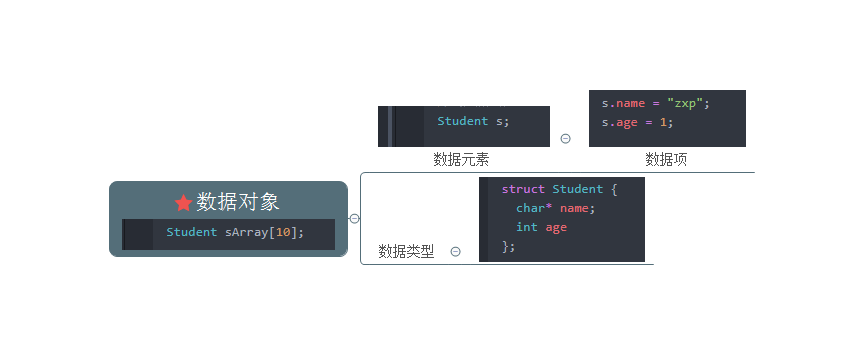 数据对象
Student sArray[10];
Student s;
数据元素
s.name = "zxp";
s.age = 1;
数据项
数据类型
struct Student {
char* name;
int age
};